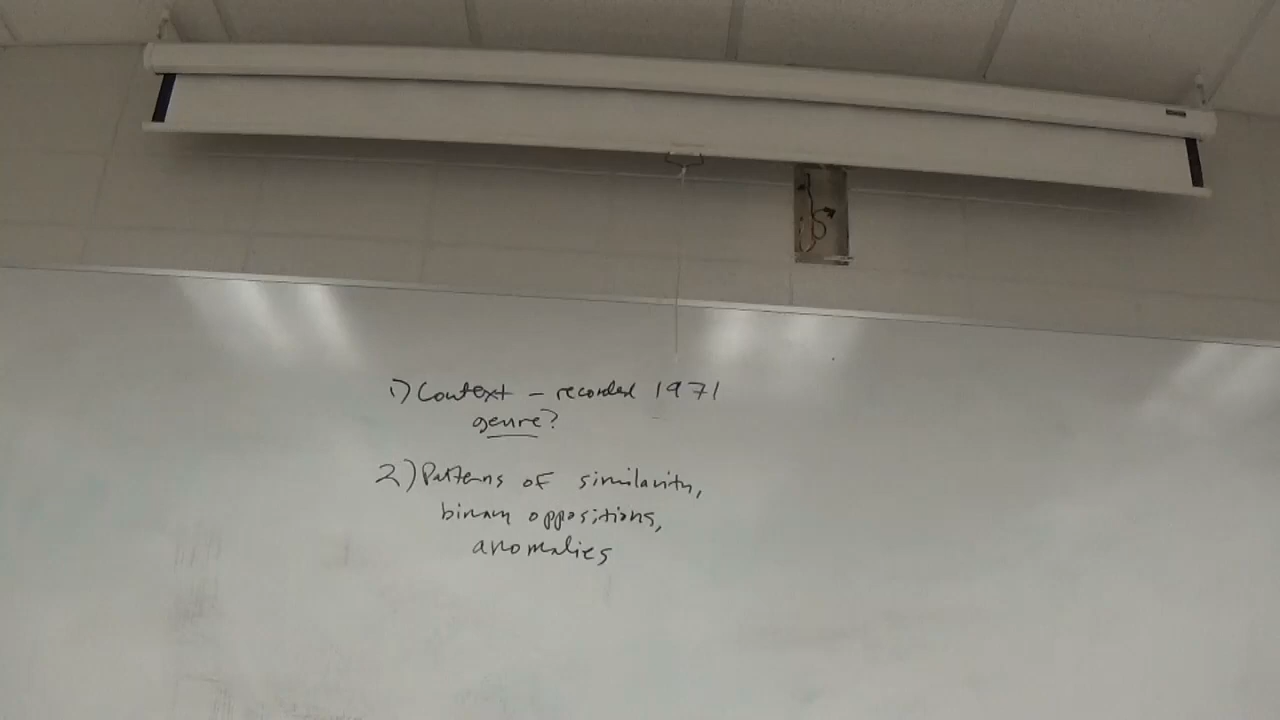 1) Context – recorded 1971
genre?
2) Patterns of similarity,
binary oppositions,
anomalies